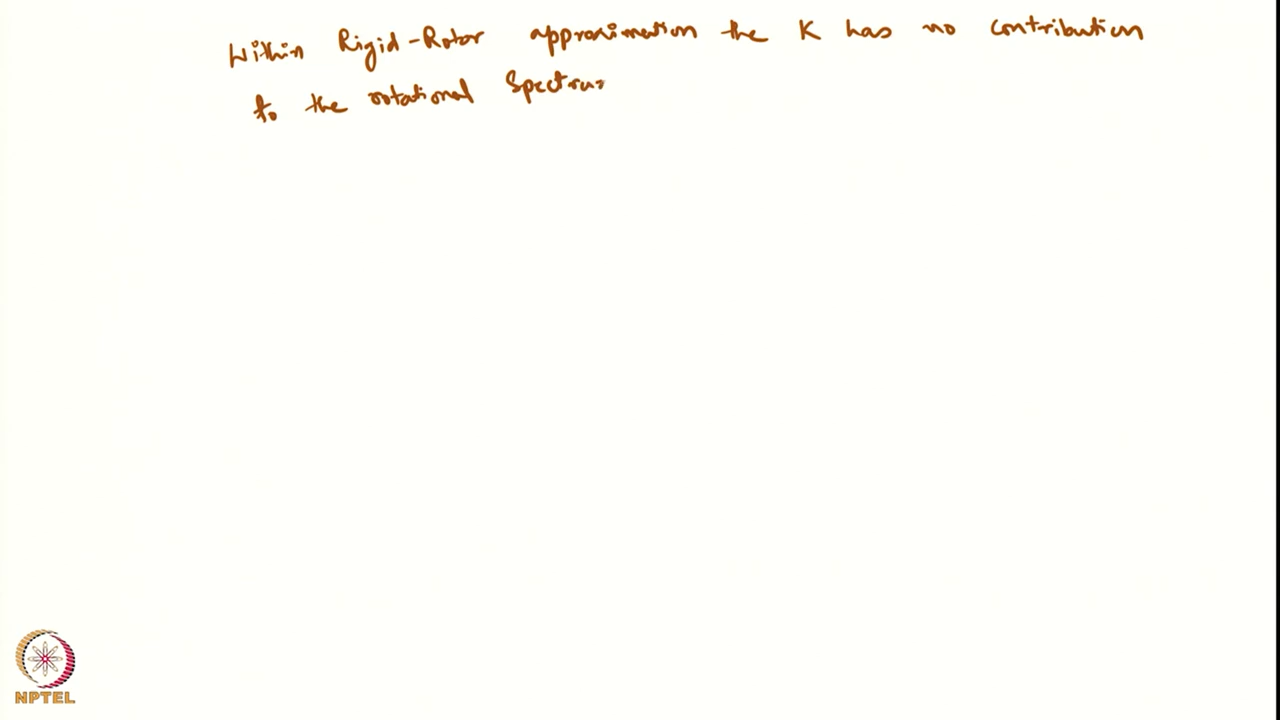 Within Rigid-Rotor approximation the K has no contribution
to the rotational Spectrum
NPTEL